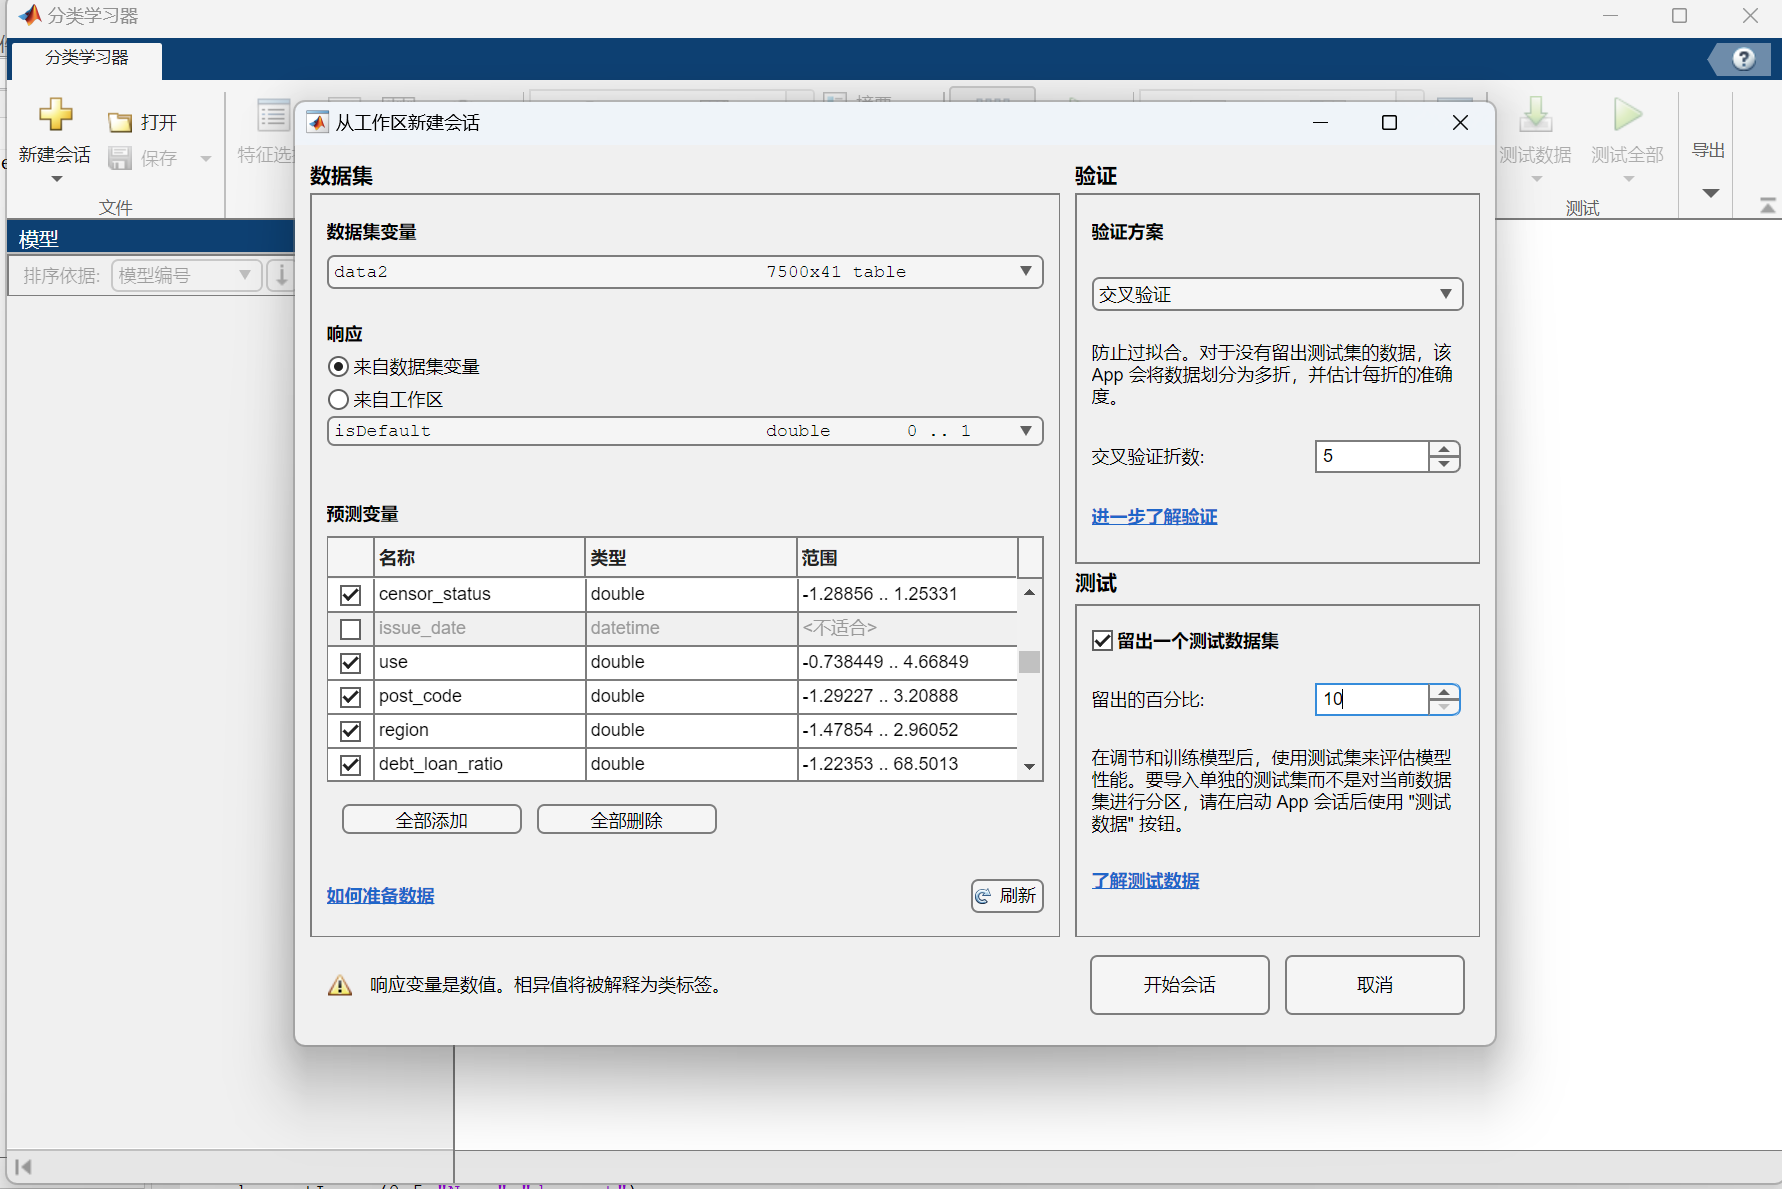 分类学习器
分类学习器
新建会话
打开
保存
文件
特征选
摘要
测试数据
测试全部
测试
导出
模型
排序依据:
模型编号
从工作区新建会话
数据集
数据集变量
data2 7500x41 table
响应
来自数据集变量
来自工作区
isDefault double 0 .. 1
预测变量
名称 类型 范围
censor_status double -1.28856 .. 1.25331
issue_date datetime <不适合>
use double -0.738449 .. 4.66849
post_code double -1.29227 .. 3.20888
region double -1.47854 .. 2.96052
debt_loan_ratio double -1.22353 .. 68.5013
全部添加 全部删除
如何准备数据
刷新
响应变量是数值。相异值将被解释为类标签。
验证
验证方案
交叉验证
防止过拟合。对于没有留出测试集的数据，该
App 会将数据划分为多折，并估计每折的准确
度。
交叉验证折数: 5
进一步了解验证
测试
留出一个测试数据集
留出的百分比: 10
在调节和训练模型后，使用测试集来评估模型
性能。要导入单独的测试集而不是对当前数据
集进行分区，请在启动 App 会话后使用 "测试
数据" 按钮。
了解测试数据
开始会话 取消